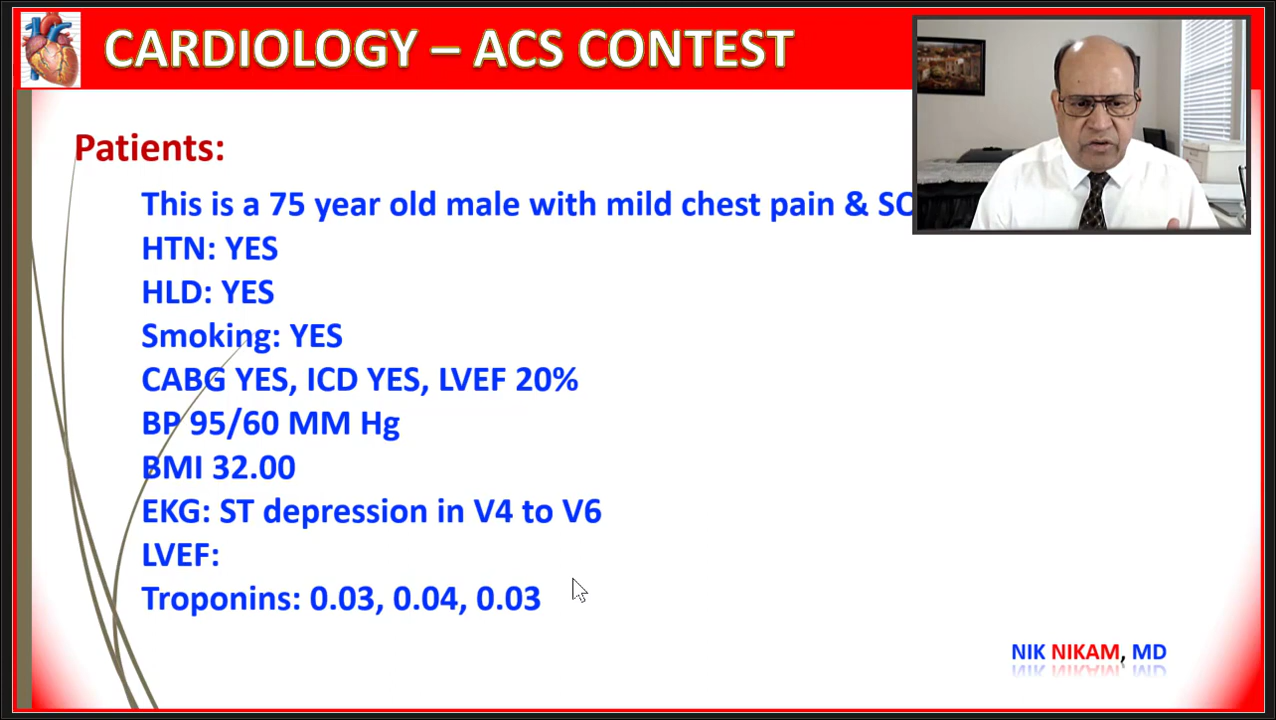 CARDIOLOGY – ACS CONTEST
Patients:
This is a 75 year old male with mild chest pain &
HTN: YES
HLD: YES
Smoking: YES
CABG YES, ICD YES, LVEF 20%
BP 95/60 MM Hg
BMI 32.00
EKG: ST depression in V4 to V6
LVEF:
Troponins: 0.03, 0.04, 0.03
NIK NIKAM, MD